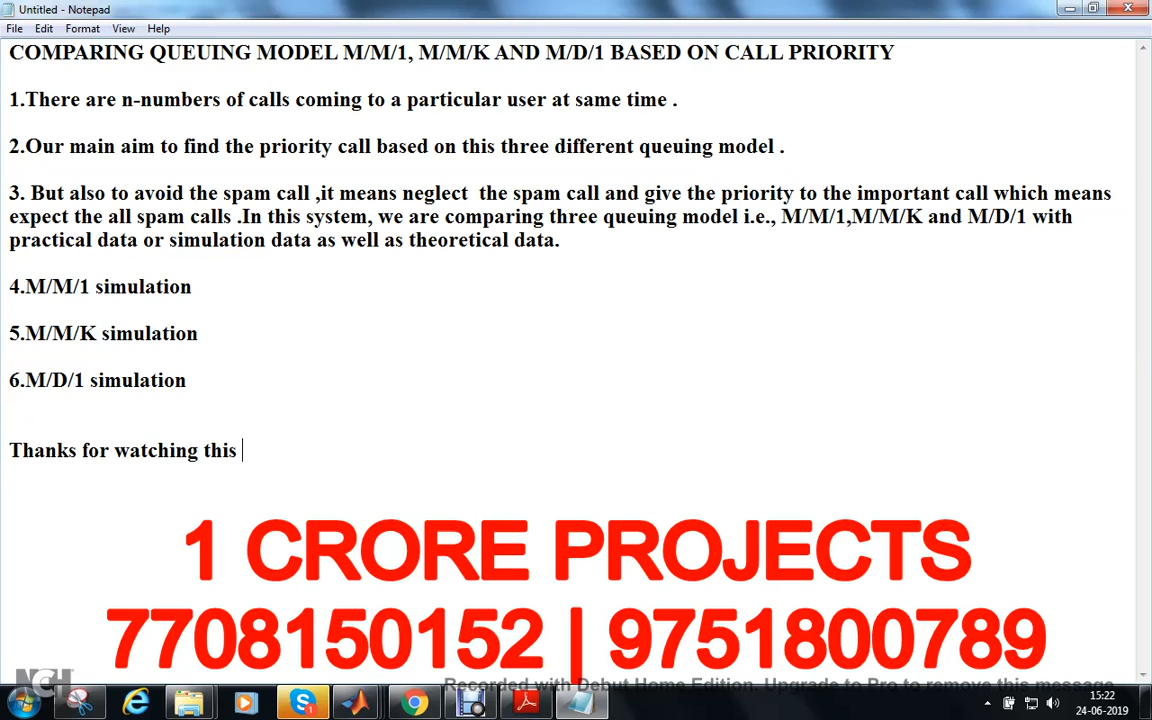 Untitled - Notepad
File Edit Format View Help
COMPARING QUEUING MODEL M/M/1, M/M/K AND M/D/1 BASED ON CALL PRIORITY
1.There are n-numbers of calls coming to a particular user at same time .
2.Our main aim to find the priority call based on this three different queuing model .
3. But also to avoid the spam call ,it means neglect  the spam call and give the priority to the important call which means
expect the all spam calls .In this system, we are comparing three queuing model i.e., M/M/1,M/M/K and M/D/1 with
practical data or simulation data as well as theoretical data.
4.M/M/1 simulation
5.M/M/K simulation
6.M/D/1 simulation
Thanks for watching this
1 CRORE PROJECTS
7708150152 | 9751800789
NCH
Recorded with Debut Home Edition. Upgrade to Pro to remove this message.
15:22
24-06-2019